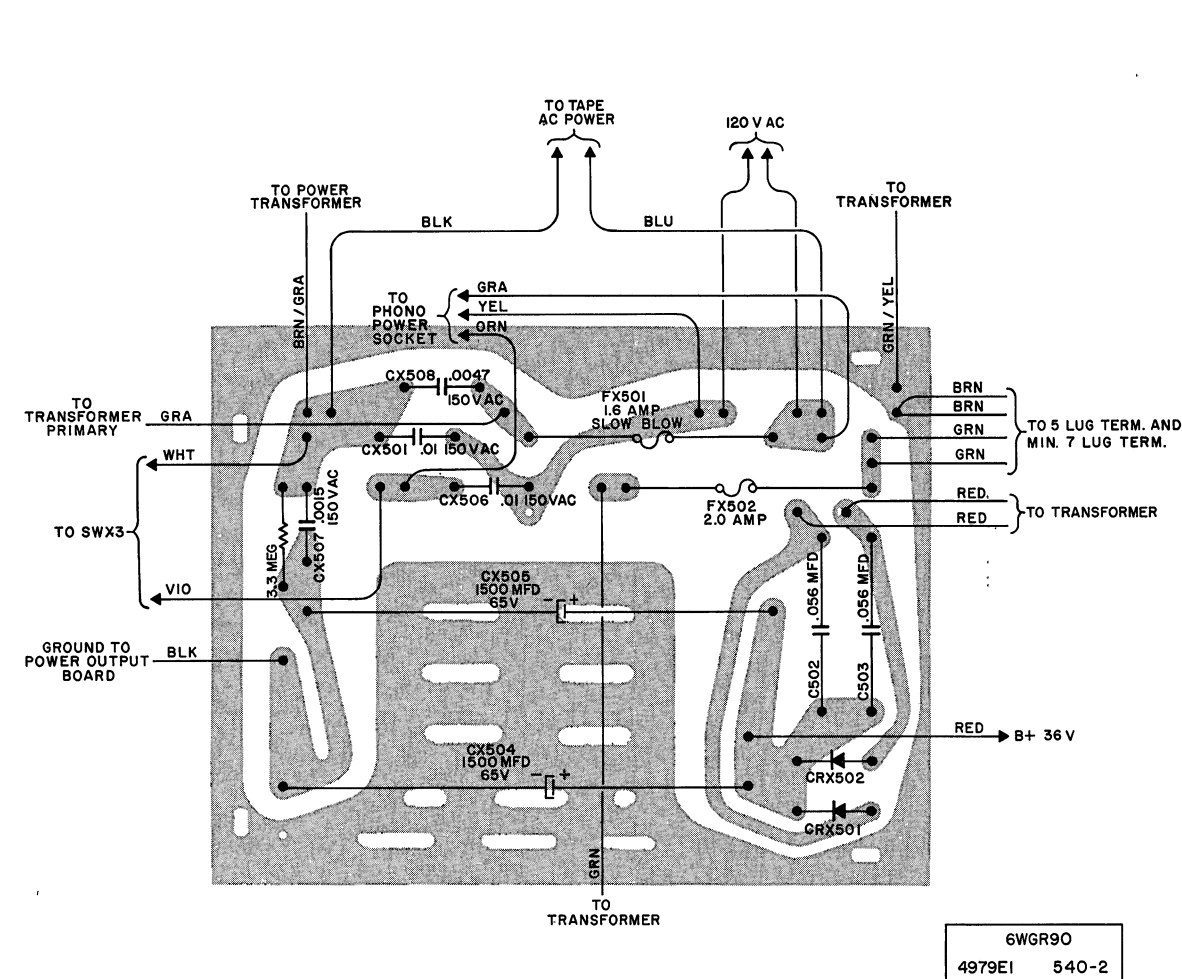 TO TAPE
AC POWER
120 V AC
TO POWER
TRANSFORMER
TO
TRANSFORMER
BLK
BLU
BRN / GRA
GRN / YEL
TO
PHONO
POWER
SOCKET
GRA
YEL
ORN
CX508 .0047
150 VAC
FX501
1.6 AMP
SLOW BLOW
BRN
BRN
GRN
GRN
TO 5 LUG TERM. AND
MIN. 7 LUG TERM.
TO
TRANSFORMER
PRIMARY
GRA
CX501 .01 150 VAC
WHT
CX506 .01 150VAC
FX502
2.0 AMP
RED.
RED
TO TRANSFORMER
TO SWX3
3.3 MEG
CX507 .0015
150 VAC
VIO
CX505
1500 MFD
65V
- +
.056 MFD
C502
.056 MFD
C503
GROUND TO
POWER OUTPUT
BOARD
BLK
RED
B+ 36 V
CX504
1500 MFD
65V
- +
CRX502
CRX501
GRN
TO
TRANSFORMER
6WGR90
4979E1 540-2